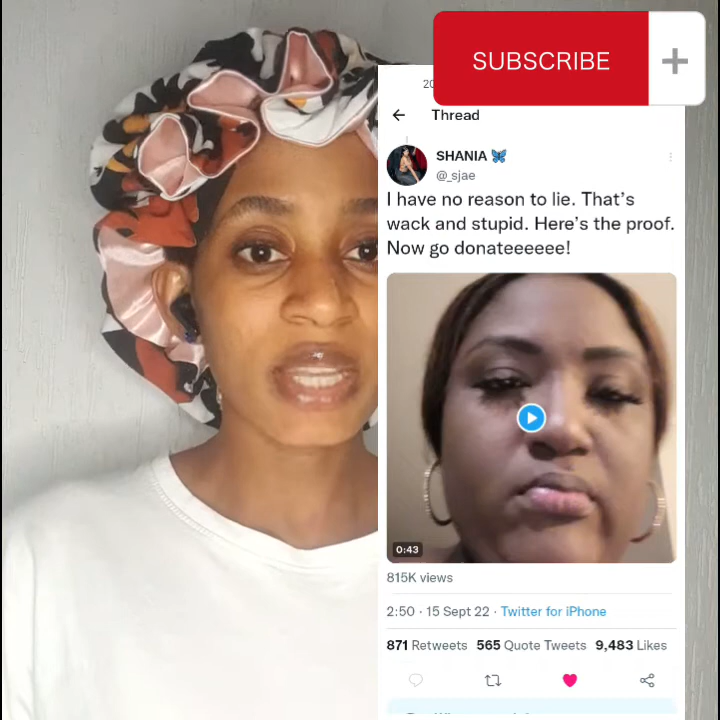 SUBSCRIBE +
20
Thread
SHANIA
@_sjae
I have no reason to lie. That's
wack and stupid. Here's the proof.
Now go donateeeeee!
0:43
815K views
2:50 · 15 Sept 22 · Twitter for iPhone
871 Retweets 565 Quote Tweets 9,483 Likes